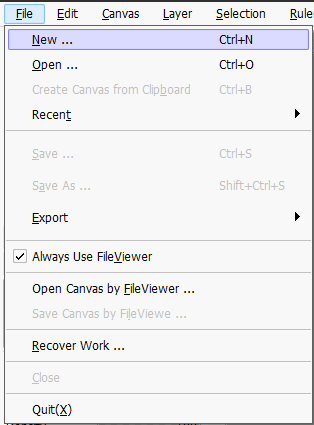 File Edit Canvas Layer Selection Rule
New ... Ctrl+N
Open ... Ctrl+O
Create Canvas from Clipboard Ctrl+B
Recent
Save ... Ctrl+S
Save As ... Shift+Ctrl+S
Export
Always Use FileViewer
Open Canvas by FileViewer ...
Save Canvas by FileViewe ...
Recover Work ...
Close
Quit(X)